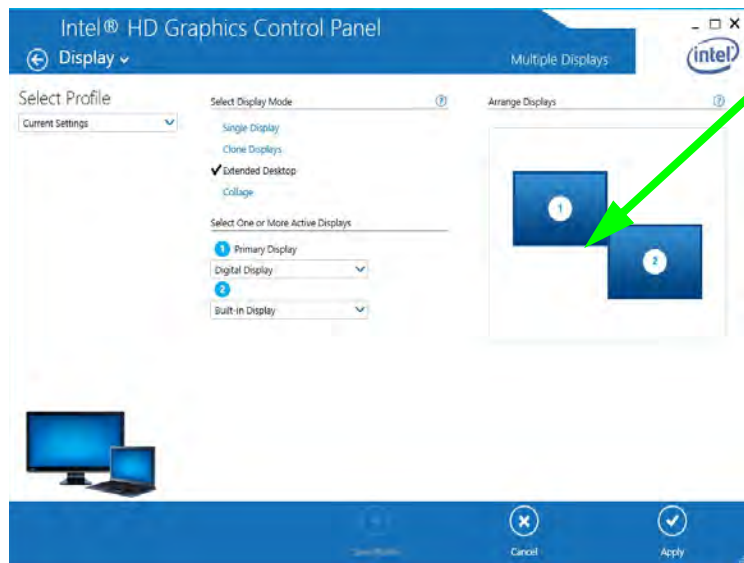 Intel® HD Graphics Control Panel
Display
Multiple Displays
intel
Select Profile
Current Settings
Select Display Mode
?
Single Display
Clone Displays
Extended Desktop
Collage
Select One or More Active Displays
1 Primary Display
Digital Display
2
Built-in Display
Arrange Displays
?
1
2
Cancel
Apply